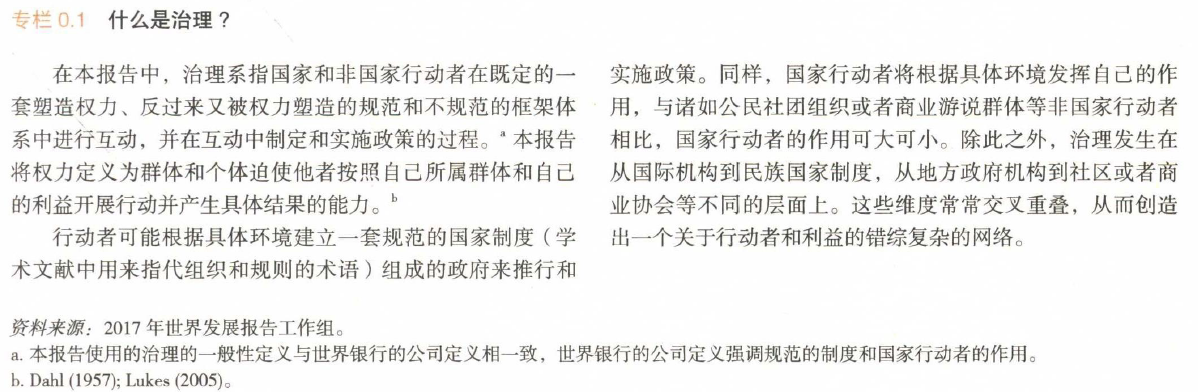 专栏 0.1 什么是治理？
在本报告中，治理系指国家和非国家行动者在既定的一
套塑造权力、反过来又被权力塑造的规范和不规范的框架体
系中进行互动，并在互动中制定和实施政策的过程。a 本报告
将权力定义为群体和个体迫使他者按照自己所属群体和自己
的利益开展行动并产生具体结果的能力。b
行动者可能根据具体环境建立一套规范的国家制度（学
术文献中用来指代组织和规则的术语）组成的政府来推行和
实施政策。同样，国家行动者将根据具体环境发挥自己的作
用，与诸如公民社团组织或者商业游说群体等非国家行动者
相比，国家行动者的作用可大可小。除此之外，治理发生在
从国际机构到民族国家制度，从地方政府机构到社区或者商
业协会等不同的层面上。这些维度常常交叉重叠，从而创造
出一个关于行动者和利益的错综复杂的网络。
资料来源：2017 年世界发展报告工作组。
a. 本报告使用的治理的一般性定义与世界银行的公司定义相一致，世界银行的公司定义强调规范的制度和国家行动者的作用。
b. Dahl (1957); Lukes (2005)。